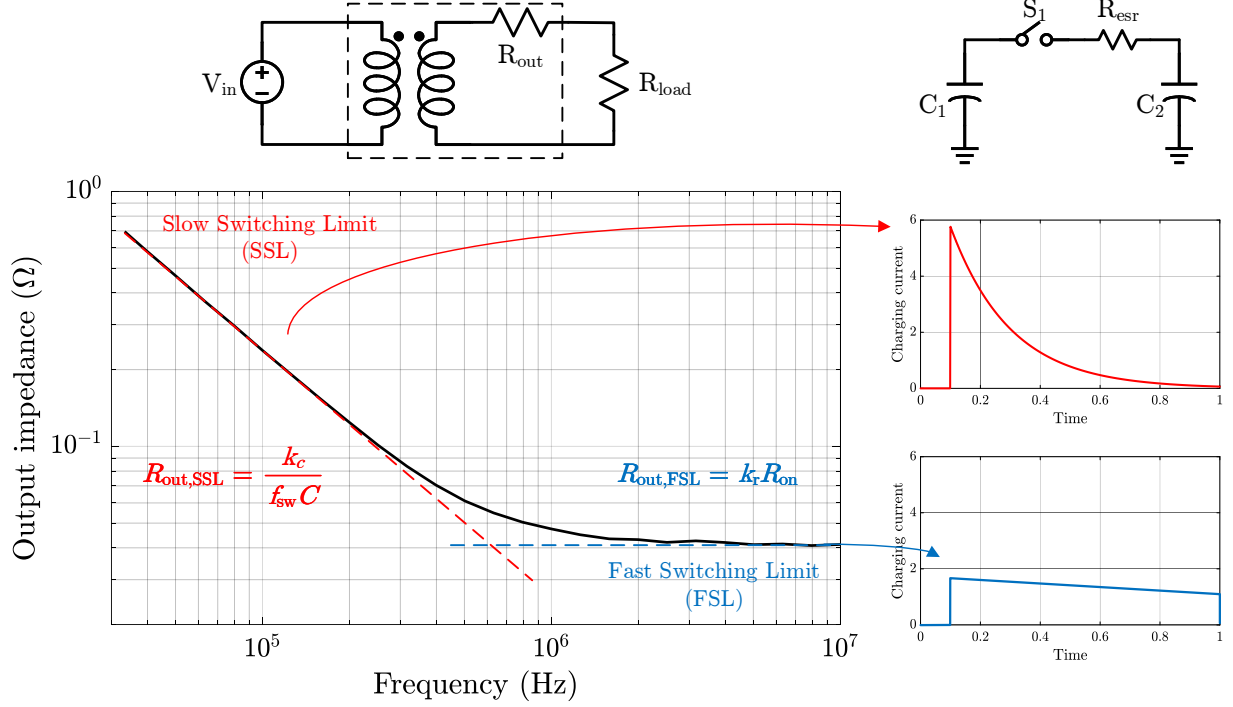 V_in
R_out
R_load
S_1
R_esr
C_1
C_2
Output impedance (Ω)
10^0
10^{-1}
Slow Switching Limit
(SSL)
R_out,SSL = k_c / (f_sw C)
R_out,FSL = k_r R_on
Fast Switching Limit
(FSL)
10^5
10^6
10^7
Frequency (Hz)
Charging current
6
4
2
0
0
0.2
0.4
0.6
0.8
1
Time
Charging current
6
4
2
0
0
0.2
0.4
0.6
0.8
1
Time